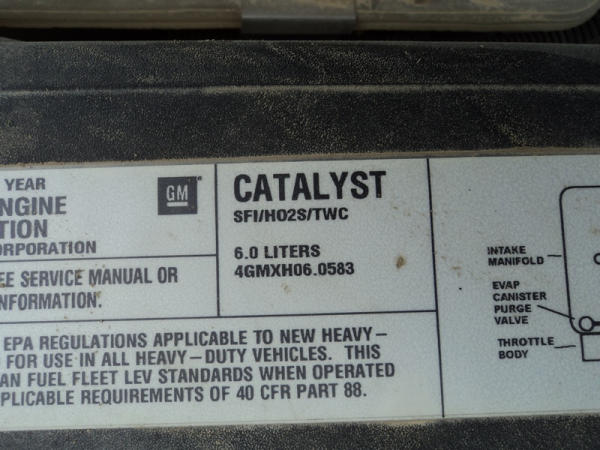 YEAR
ENGINE
TION
ORPORATION
GM
CATALYST
SFI/HO2S/TWC
6.0 LITERS
4GMXH06.0583
EE SERVICE MANUAL OR
INFORMATION.
EPA REGULATIONS APPLICABLE TO NEW HEAVY-
FOR USE IN ALL HEAVY-DUTY VEHICLES. THIS
AN FUEL FLEET LEV STANDARDS WHEN OPERATED
PLICABLE REQUIREMENTS OF 40 CFR PART 88.
INTAKE
MANIFOLD
EVAP
CANISTER
PURGE
VALVE
THROTTLE
BODY